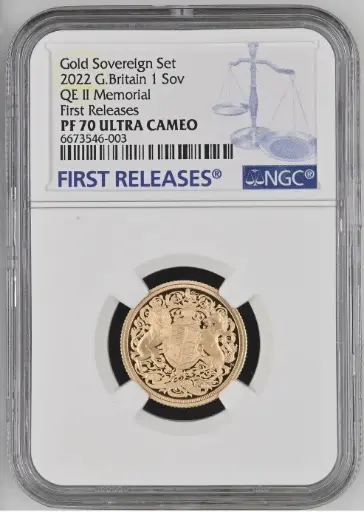 Gold Sovereign Set
2022 G.Britain 1 Sov
QE II Memorial
First Releases
PF 70 ULTRA CAMEO
6673546-003
FIRST RELEASES®
NGC®